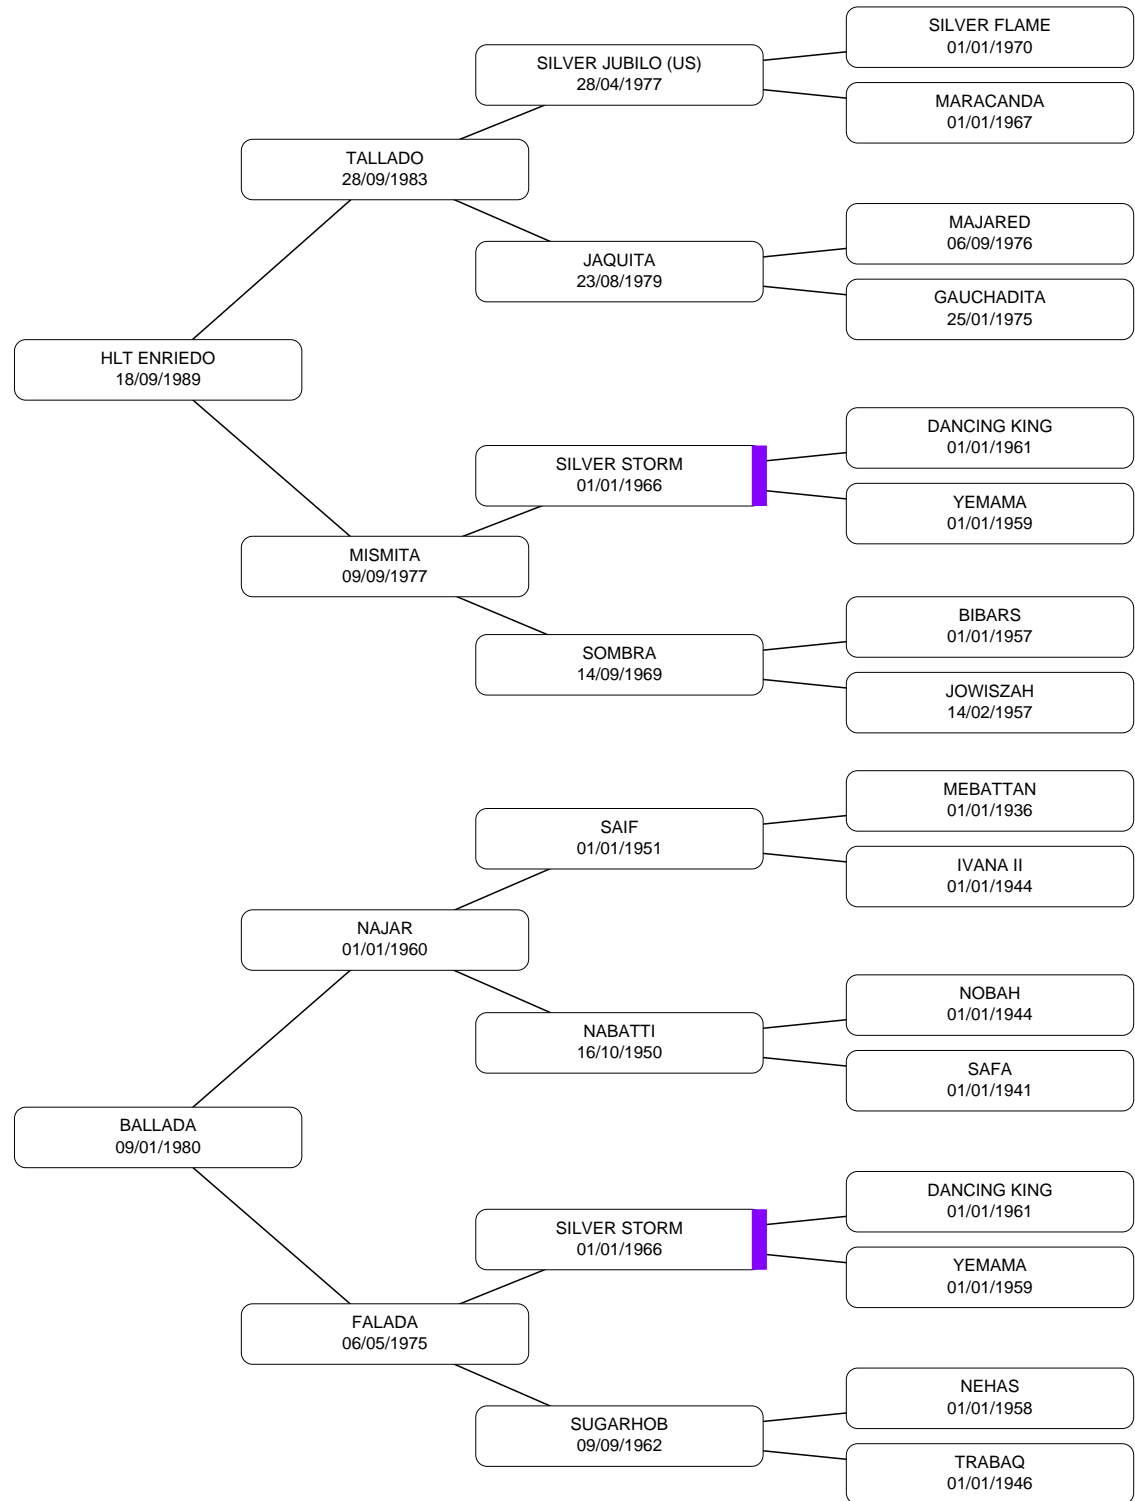 SILVER FLAME
01/01/1970
SILVER JUBILO (US)
28/04/1977
MARACANDA
01/01/1967
TALLADO
28/09/1983
MAJARED
06/09/1976
JAQUITA
23/08/1979
GAUCHADITA
25/01/1975
HLT ENRIEDO
18/09/1989
DANCING KING
01/01/1961
SILVER STORM
01/01/1966
YEMAMA
01/01/1959
MISMITA
09/09/1977
BIBARS
01/01/1957
SOMBRA
14/09/1969
JOWISZAH
14/02/1957
MEBATTAN
01/01/1936
SAIF
01/01/1951
IVANA II
01/01/1944
NAJAR
01/01/1960
NOBAH
01/01/1944
NABATTI
16/10/1950
SAFA
01/01/1941
BALLADA
09/01/1980
DANCING KING
01/01/1961
SILVER STORM
01/01/1966
YEMAMA
01/01/1959
FALADA
06/05/1975
NEHAS
01/01/1958
SUGARHOB
09/09/1962
TRABAQ
01/01/1946